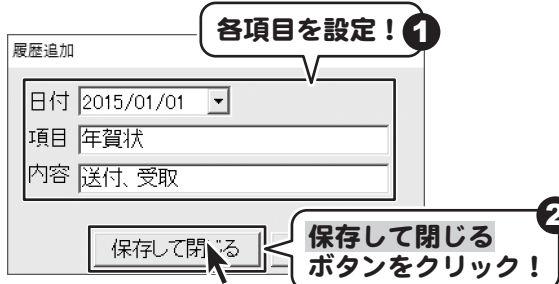 各項目を設定！1
履歴追加
日付 2015/01/01
項目 年賀状
内容 送付、受取
保存して閉じる
2
保存して閉じる
ボタンをクリック！